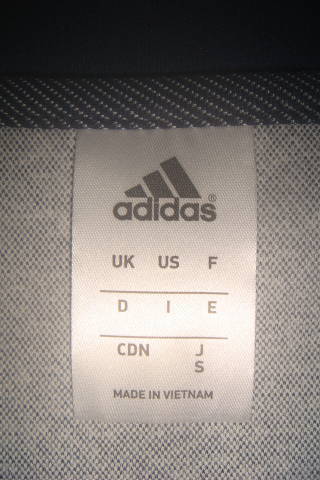 adidas®
UK US F
D I E
CDN J
S
MADE IN VIETNAM